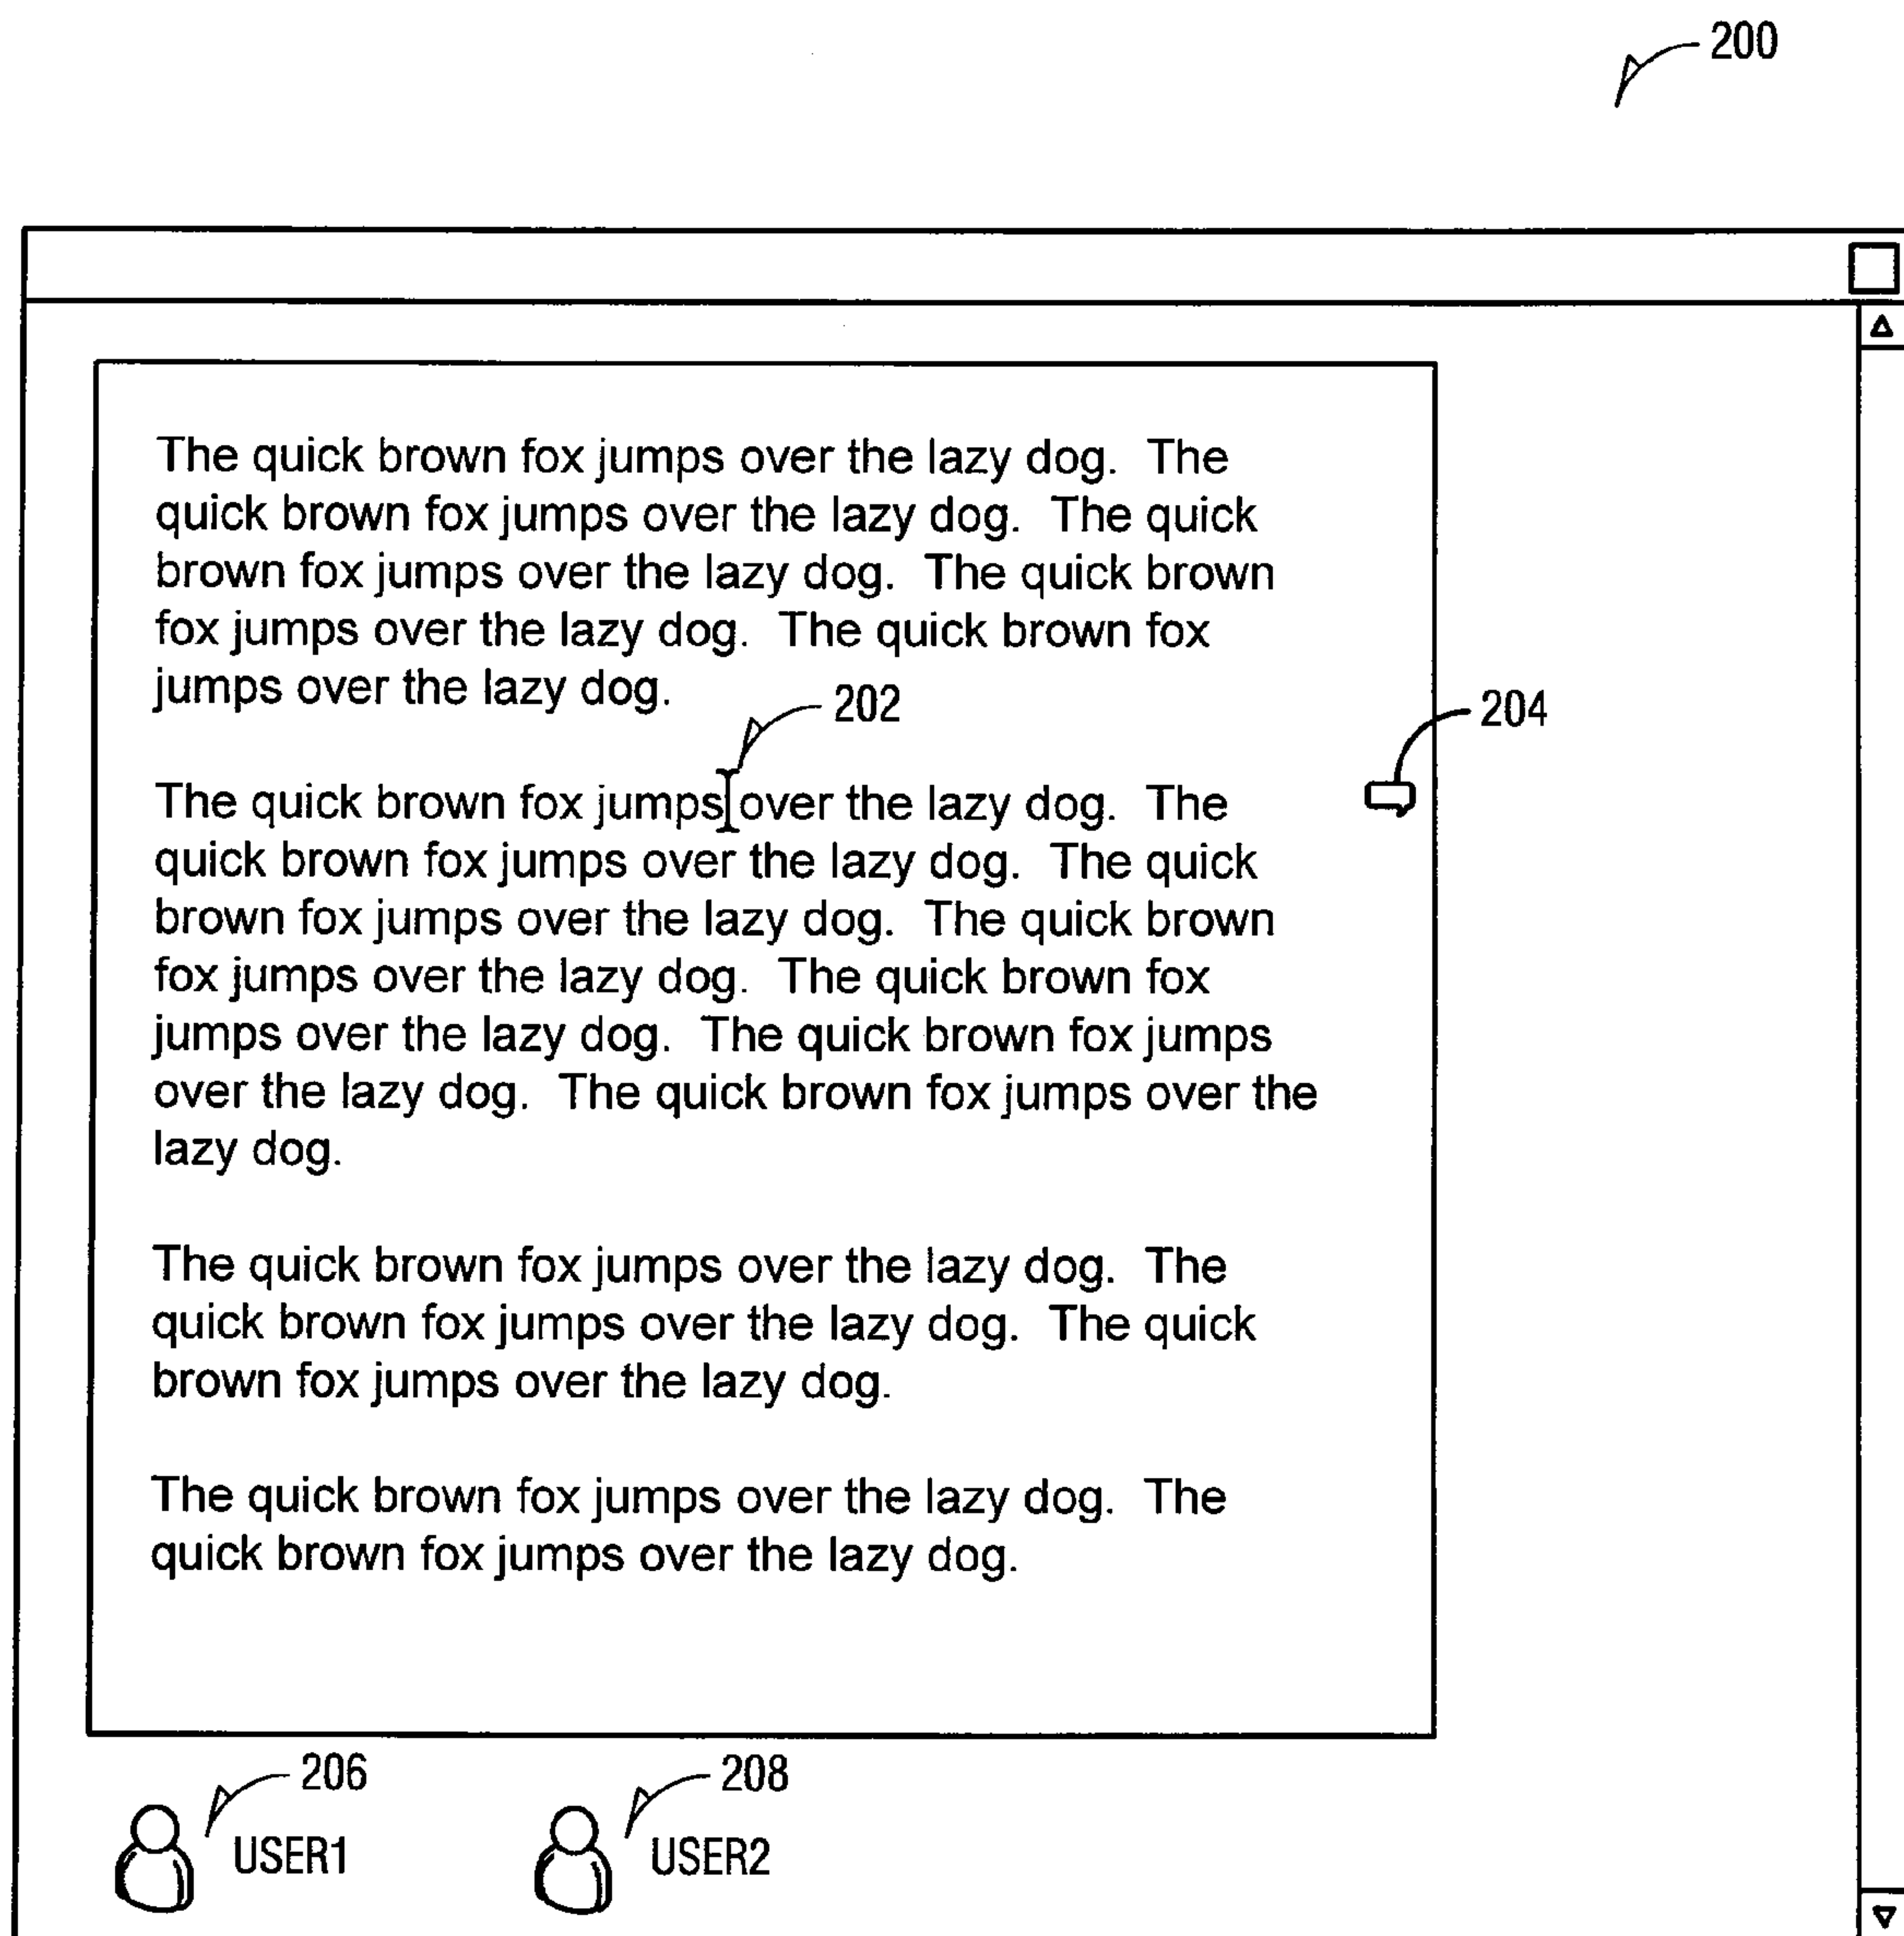 200
The quick brown fox jumps over the lazy dog.  The
quick brown fox jumps over the lazy dog.  The quick
brown fox jumps over the lazy dog.  The quick brown
fox jumps over the lazy dog.  The quick brown fox
jumps over the lazy dog.
202
204
The quick brown fox jumps over the lazy dog.  The
quick brown fox jumps over the lazy dog.  The quick
brown fox jumps over the lazy dog.  The quick brown
fox jumps over the lazy dog.  The quick brown fox
jumps over the lazy dog.  The quick brown fox jumps
over the lazy dog.  The quick brown fox jumps over the
lazy dog.
The quick brown fox jumps over the lazy dog.  The
quick brown fox jumps over the lazy dog.  The quick
brown fox jumps over the lazy dog.
The quick brown fox jumps over the lazy dog.  The
quick brown fox jumps over the lazy dog.
206
208
USER1
USER2